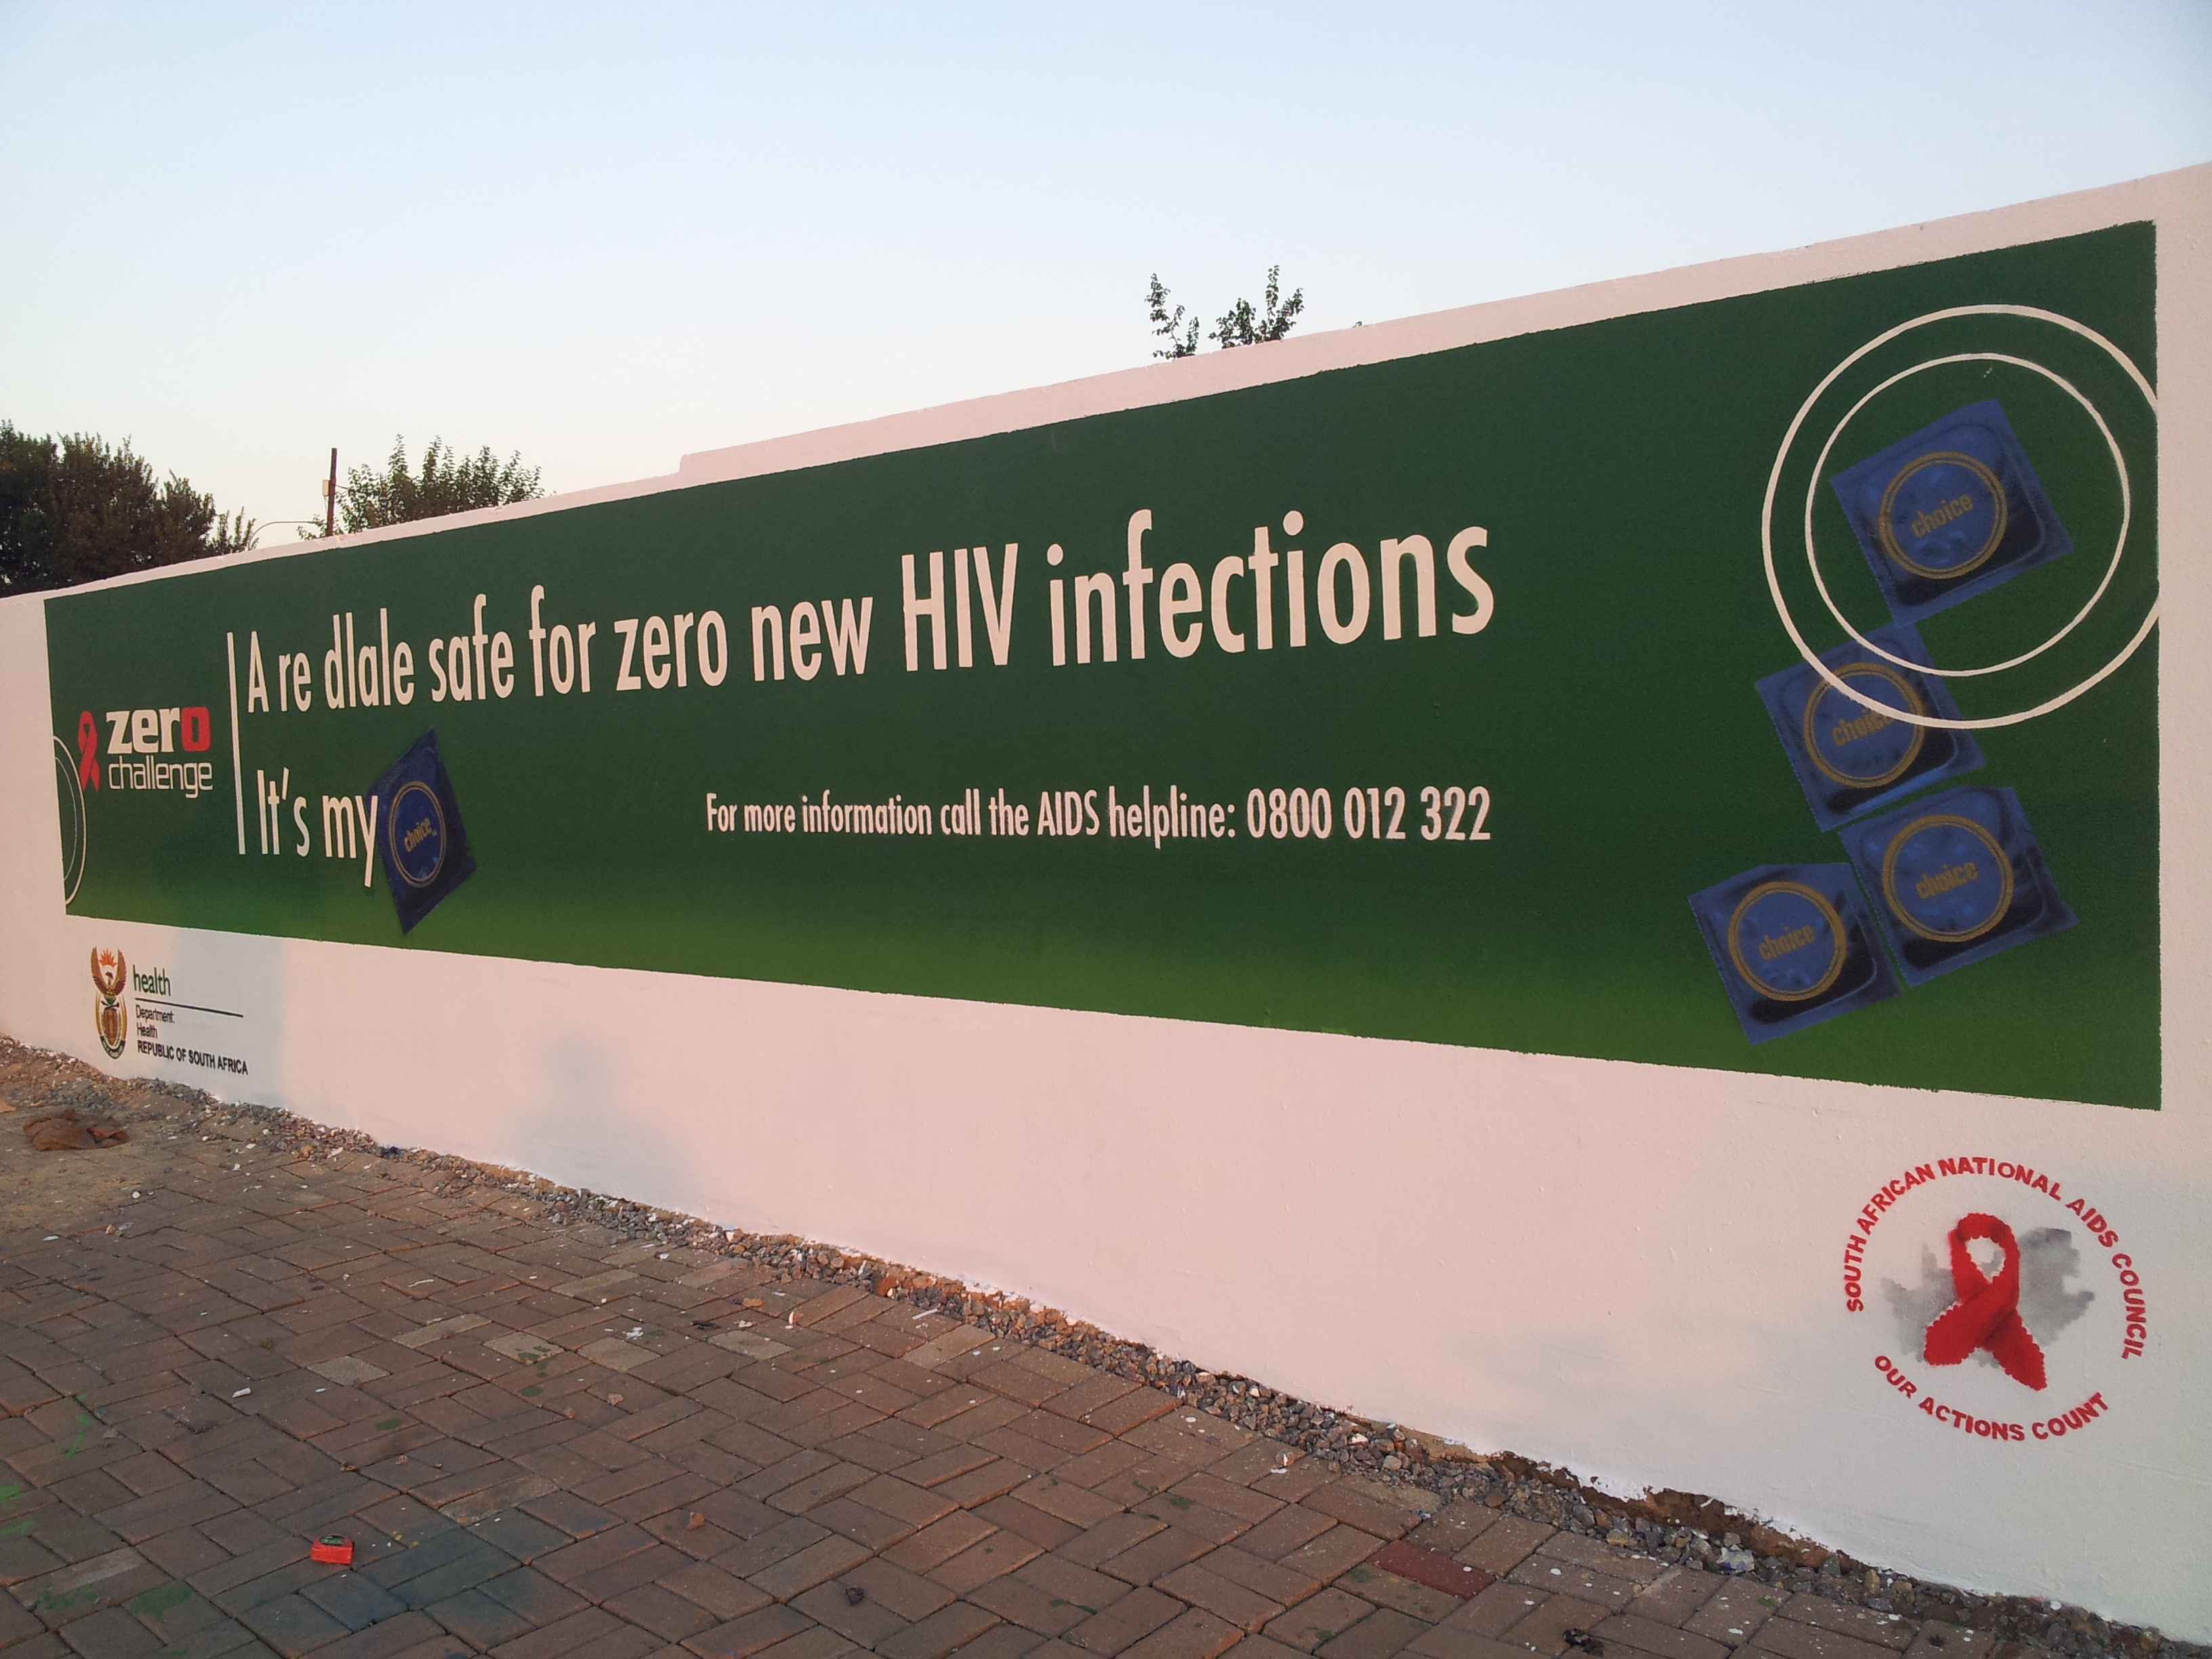 zero
challenge
A re dlale safe for zero new HIV infections
It's my
choice
For more information call the AIDS helpline: 0800 012 322
choice
choice
choice
choice
health
Department:
Health
REPUBLIC OF SOUTH AFRICA
SOUTH AFRICAN NATIONAL AIDS COUNCIL
OUR ACTIONS COUNT